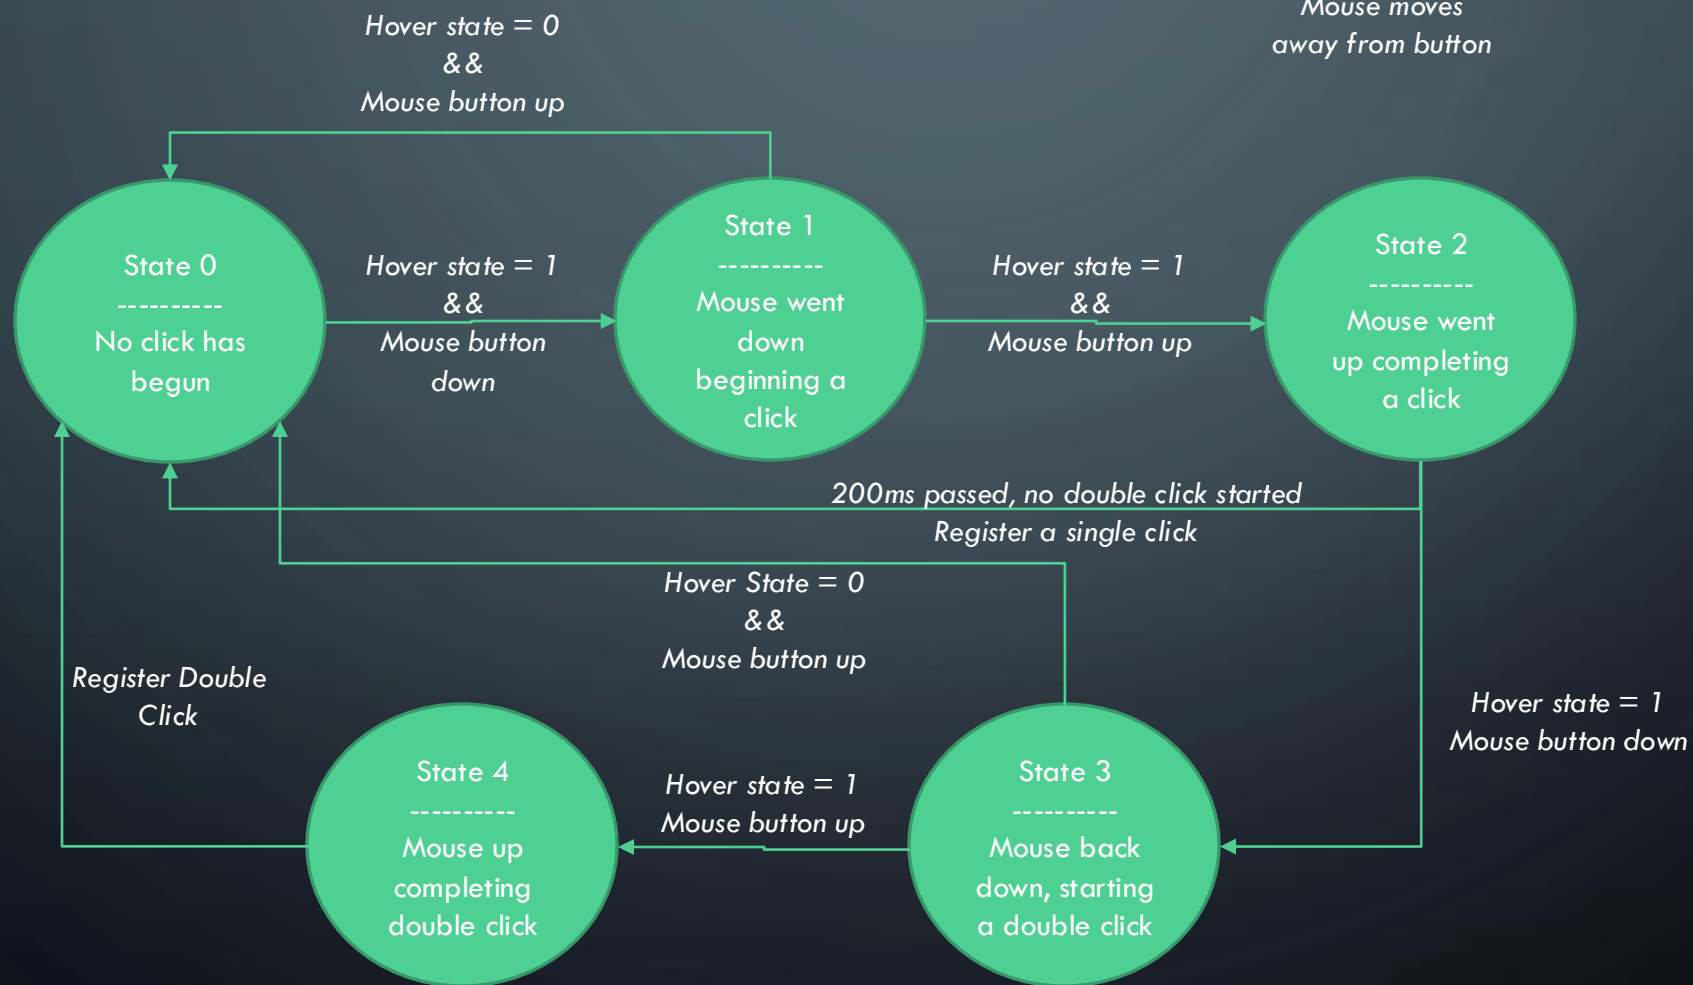 Mouse moves
away from button
Hover state = 0
&&
Mouse button up
State 0
----------
No click has
begun
Hover state = 1
&&
Mouse button
down
State 1
----------
Mouse went
down
beginning a
click
Hover state = 1
&&
Mouse button up
State 2
----------
Mouse went
up completing
a click
200ms passed, no double click started
Register a single click
Hover State = 0
&&
Mouse button up
Register Double
Click
Hover state = 1
Mouse button down
State 4
----------
Mouse up
completing
double click
Hover state = 1
Mouse button up
State 3
----------
Mouse back
down, starting
a double click